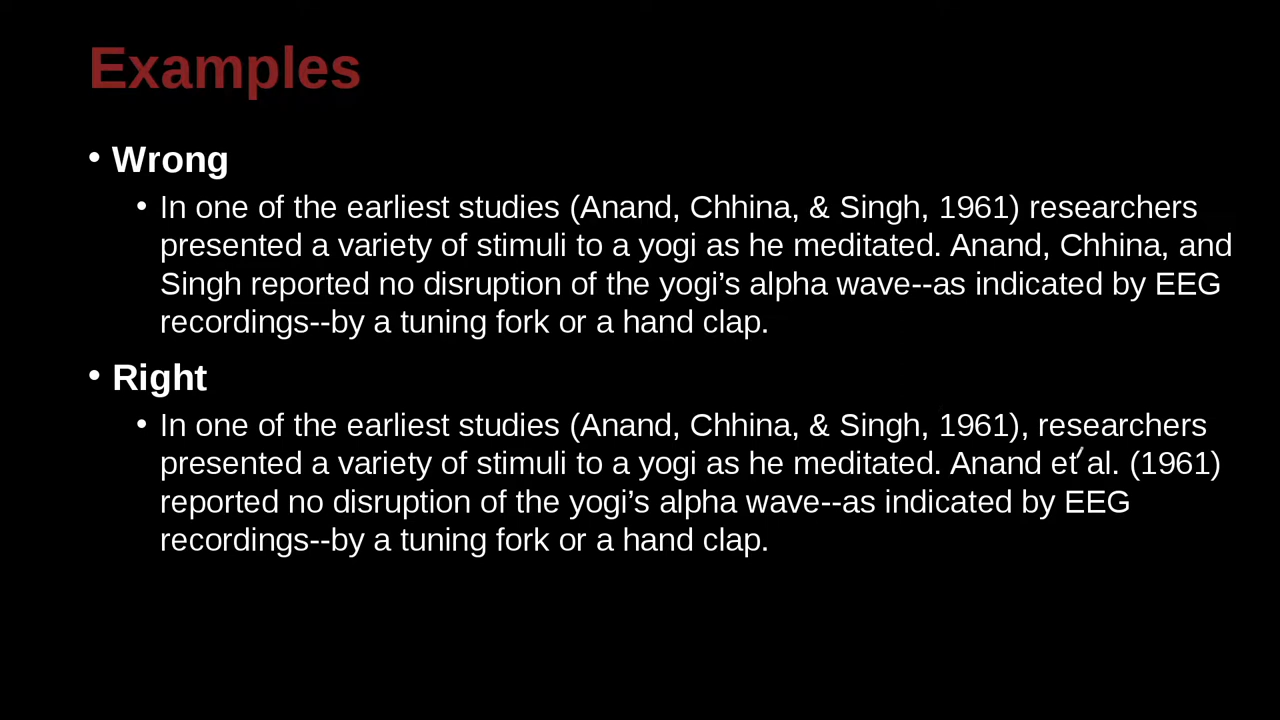 Examples
• Wrong
• In one of the earliest studies (Anand, Chhina, & Singh, 1961) researchers
presented a variety of stimuli to a yogi as he meditated. Anand, Chhina, and
Singh reported no disruption of the yogi’s alpha wave--as indicated by EEG
recordings--by a tuning fork or a hand clap.
• Right
• In one of the earliest studies (Anand, Chhina, & Singh, 1961), researchers
presented a variety of stimuli to a yogi as he meditated. Anand et al. (1961)
reported no disruption of the yogi’s alpha wave--as indicated by EEG
recordings--by a tuning fork or a hand clap.